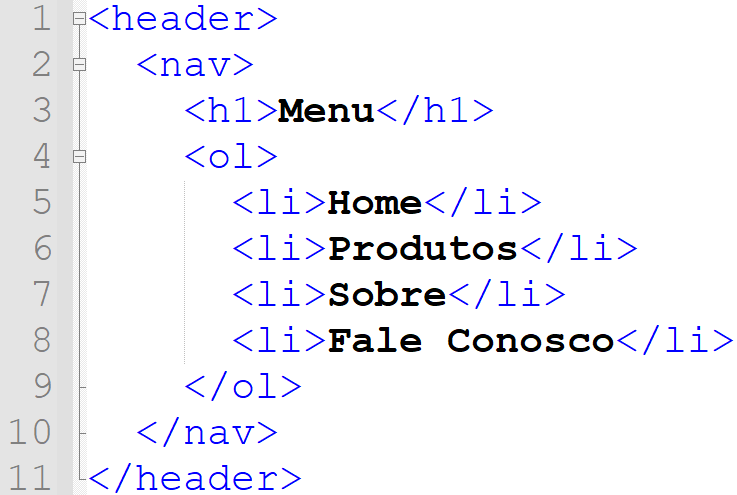 1 <header>
2   <nav>
3     <h1>Menu</h1>
4     <ol>
5       <li>Home</li>
6       <li>Produtos</li>
7       <li>Sobre</li>
8       <li>Fale Conosco</li>
9     </ol>
10   </nav>
11 </header>